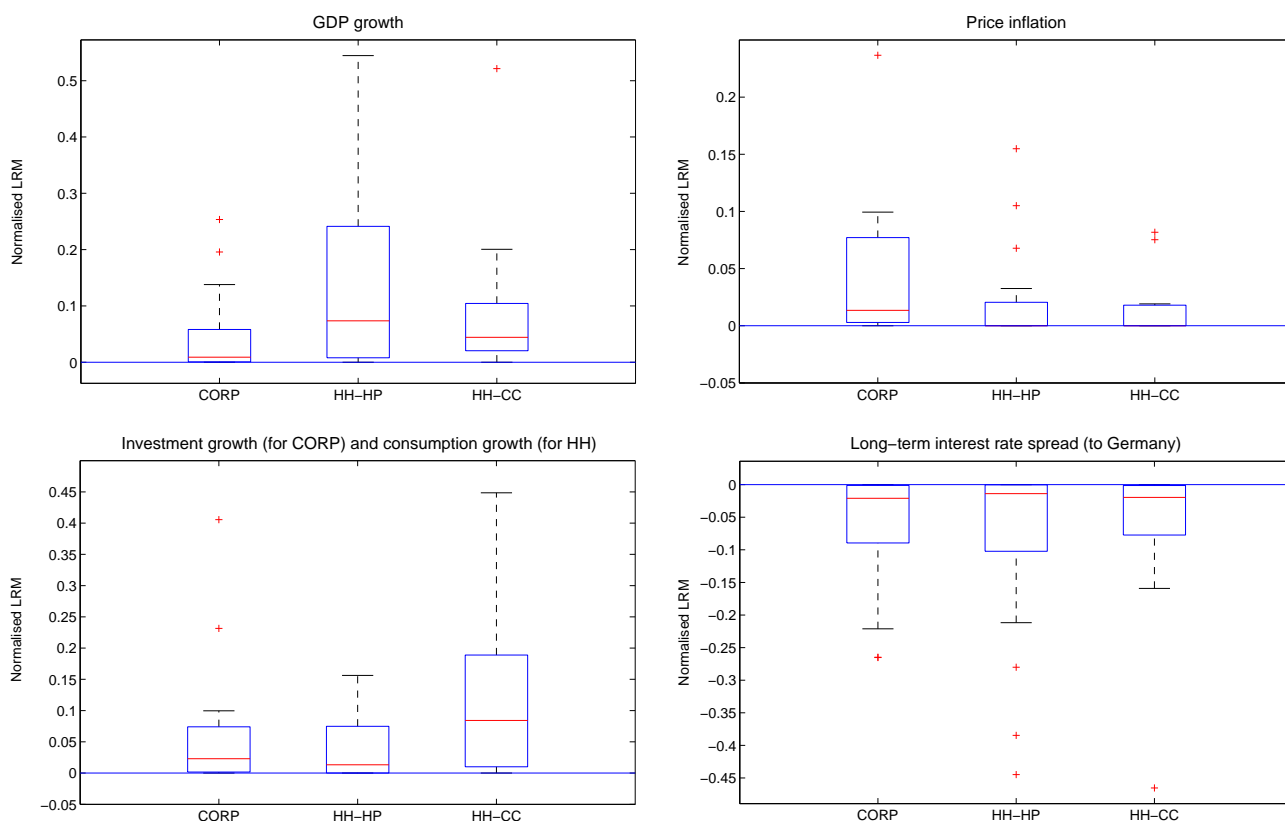 GDP growth
Normalised LRM
0.5
0.4
0.3
0.2
0.1
0
CORP HH−HP HH−CC
Price inflation
Normalised LRM
0.2
0.15
0.1
0.05
0
−0.05
CORP HH−HP HH−CC
Investment growth (for CORP) and consumption growth (for HH)
Normalised LRM
0.45
0.4
0.35
0.3
0.25
0.2
0.15
0.1
0.05
0
−0.05
CORP HH−HP HH−CC
Long−term interest rate spread (to Germany)
Normalised LRM
0
−0.05
−0.1
−0.15
−0.2
−0.25
−0.3
−0.35
−0.4
−0.45
CORP HH−HP HH−CC